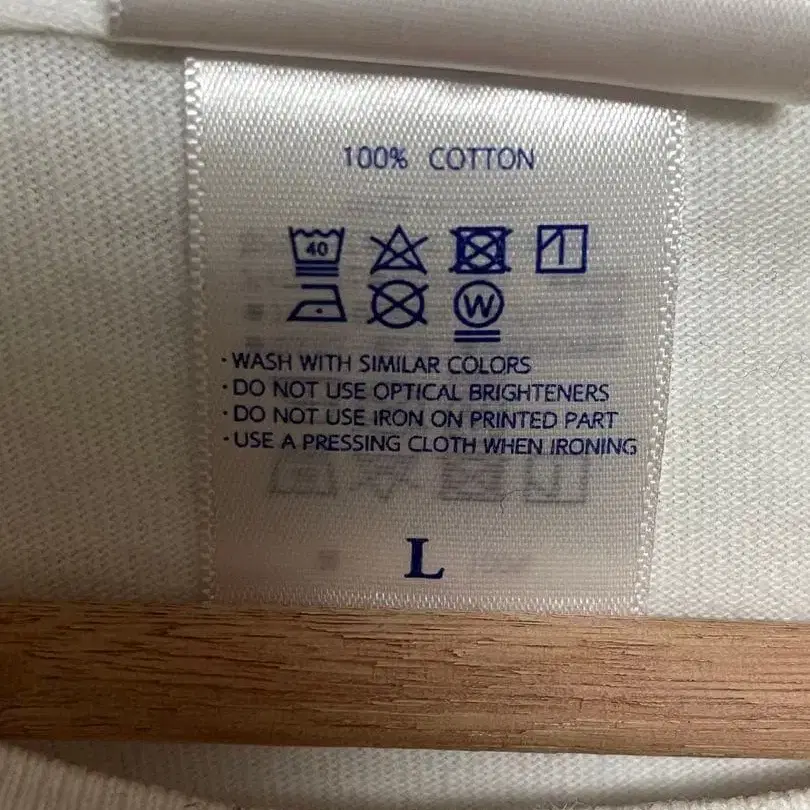 100% COTTON
40
W
· WASH WITH SIMILAR COLORS
· DO NOT USE OPTICAL BRIGHTENERS
· DO NOT USE IRON ON PRINTED PART
· USE A PRESSING CLOTH WHEN IRONING
L